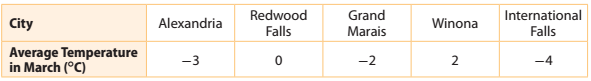 City Alexandria Redwood Falls Grand Marais Winona International Falls
Average Temperature in March (°C) −3 0 −2 2 −4